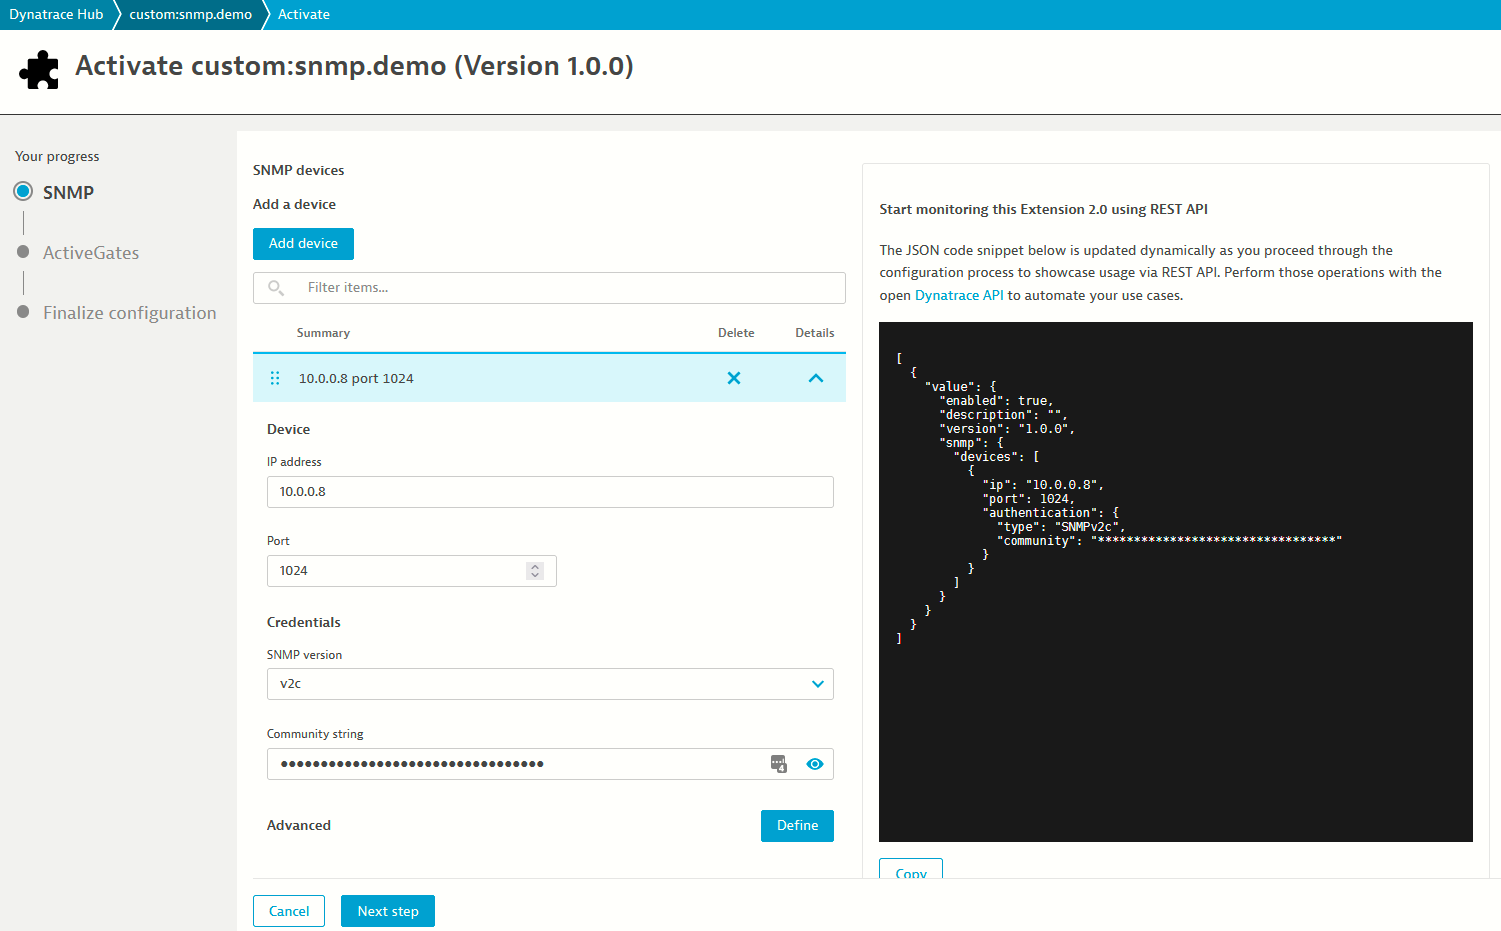 Dynatrace Hub
custom:snmp.demo
Activate
Activate custom:snmp.demo (Version 1.0.0)
Your progress
SNMP
ActiveGates
Finalize configuration
SNMP devices
Add a device
Add device
Filter items...
Summary Delete Details
10.0.0.8 port 1024
Device
IP address
10.0.0.8
Port
1024
Credentials
SNMP version
v2c
Community string
•••••••••••••••••••••••••••••••••
4
Advanced
Define
Cancel
Next step
Start monitoring this Extension 2.0 using REST API
The JSON code snippet below is updated dynamically as you proceed through the
configuration process to showcase usage via REST API. Perform those operations with the
open Dynatrace API to automate your use cases.
[
  {
    "value": {
      "enabled": true,
      "description": "",
      "version": "1.0.0",
      "snmp": {
        "devices": [
          {
            "ip": "10.0.0.8",
            "port": 1024,
            "authentication": {
              "type": "SNMPv2c",
              "community": "*********************************"
            }
          }
        ]
      }
    }
  }
]
Copy